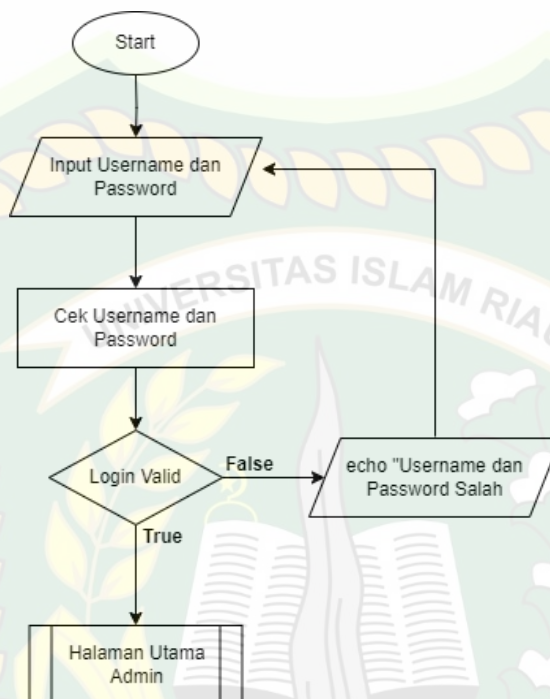 Start
Input Username dan
Password
UNIVERSITAS ISLAM RIAU
Cek Username dan
Password
Login Valid
False
echo "Username dan
Password Salah
True
Halaman Utama
Admin